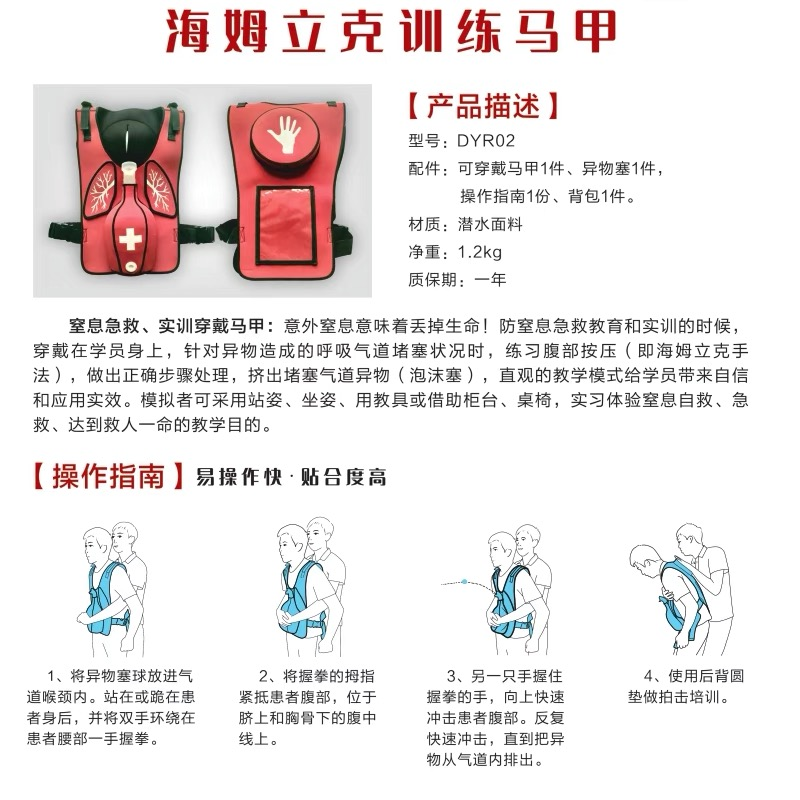 海姆立克训练马甲
【产品描述】
型号：DYR02
配件：可穿戴马甲1件、异物塞1件，
操作指南1份、背包1件。
材质：潜水面料
净重：1.2kg
质保期：一年
窒息急救、实训穿戴马甲：意外窒息意味着丢掉生命！防窒息急救教育和实训的时候，
穿戴在学员身上，针对异物造成的呼吸气道堵塞状况时，练习腹部按压（即海姆立克手
法），做出正确步骤处理，挤出堵塞气道异物（泡沫塞），直观的教学模式给学员带来自信
和应用实效。模拟者可采用站姿、坐姿、用教具或借助柜台、桌椅，实习体验窒息自救、急
救、达到救人一命的教学目的。
【操作指南】易操作快·贴合度高
1、将异物塞球放进气
道喉颈内。站在或跪在患
者身后，并将双手环绕在
患者腰部一手握拳。
2、将握拳的拇指
紧抵患者腹部，位于
脐上和胸骨下的腹中
线上。
3、另一只手握住
握拳的手，向上快速
冲击患者腹部。反复
快速冲击，直到把异
物从气道内排出。
4、使用后背圆
垫做拍击培训。